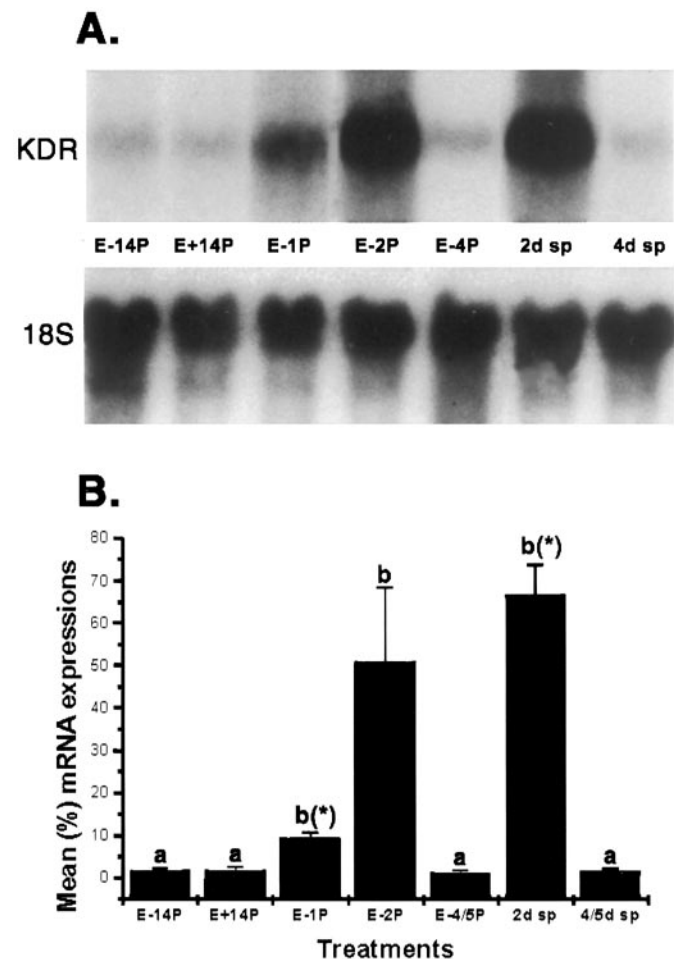 A.
KDR
E-14P E+14P E-1P E-2P E-4P 2d sp 4d sp
18S
B.
Mean (%) mRNA expressions
80
70
60
50
40
30
20
10
0
a a b(*) b a b(*) a
E-14P E+14P E-1P E-2P E-4/5P 2d sp 4/5d sp
Treatments